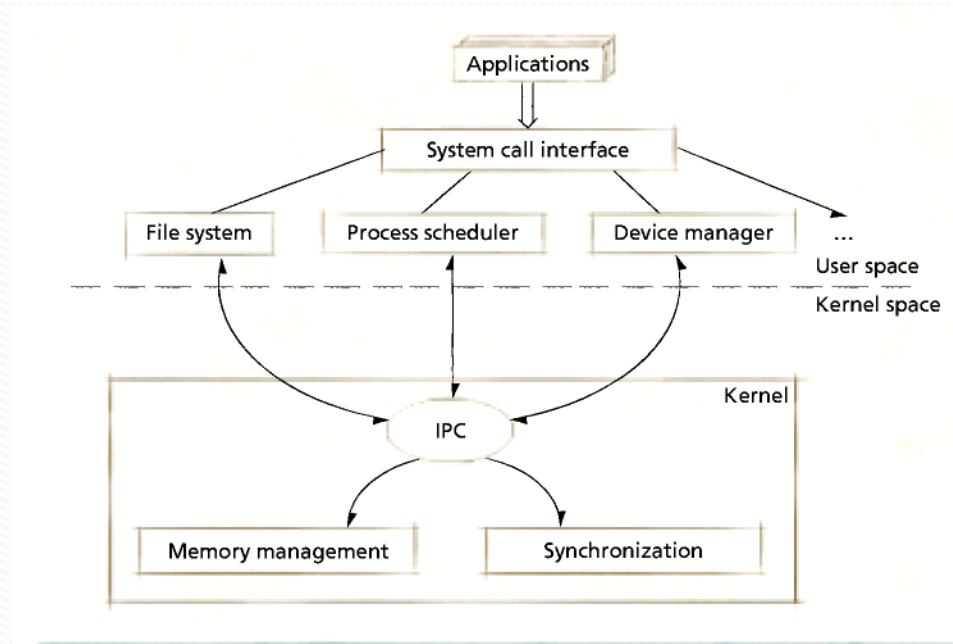 Applications
System call interface
File system
Process scheduler
Device manager
...
User space
Kernel space
Kernel
IPC
Memory management
Synchronization